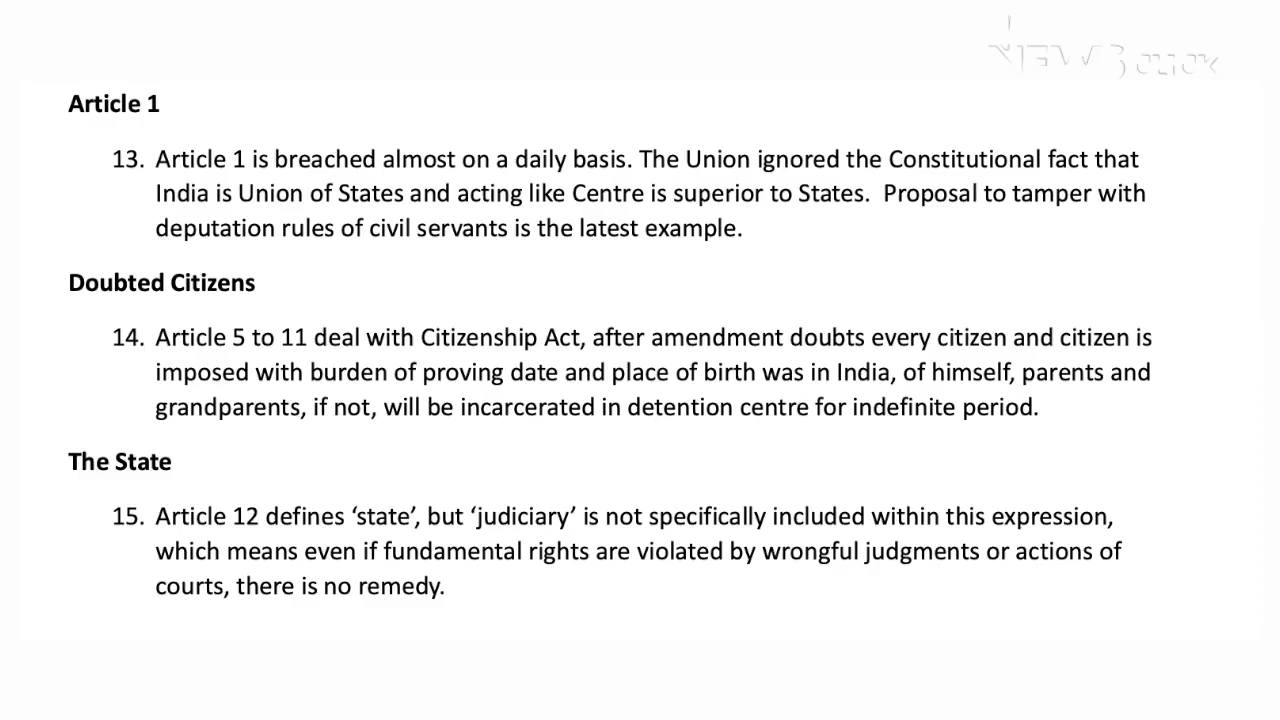 Article 1
13. Article 1 is breached almost on a daily basis. The Union ignored the Constitutional fact that
India is Union of States and acting like Centre is superior to States. Proposal to tamper with
deputation rules of civil servants is the latest example.
Doubted Citizens
14. Article 5 to 11 deal with Citizenship Act, after amendment doubts every citizen and citizen is
imposed with burden of proving date and place of birth was in India, of himself, parents and
grandparents, if not, will be incarcerated in detention centre for indefinite period.
The State
15. Article 12 defines ‘state’, but ‘judiciary’ is not specifically included within this expression,
which means even if fundamental rights are violated by wrongful judgments or actions of
courts, there is no remedy.